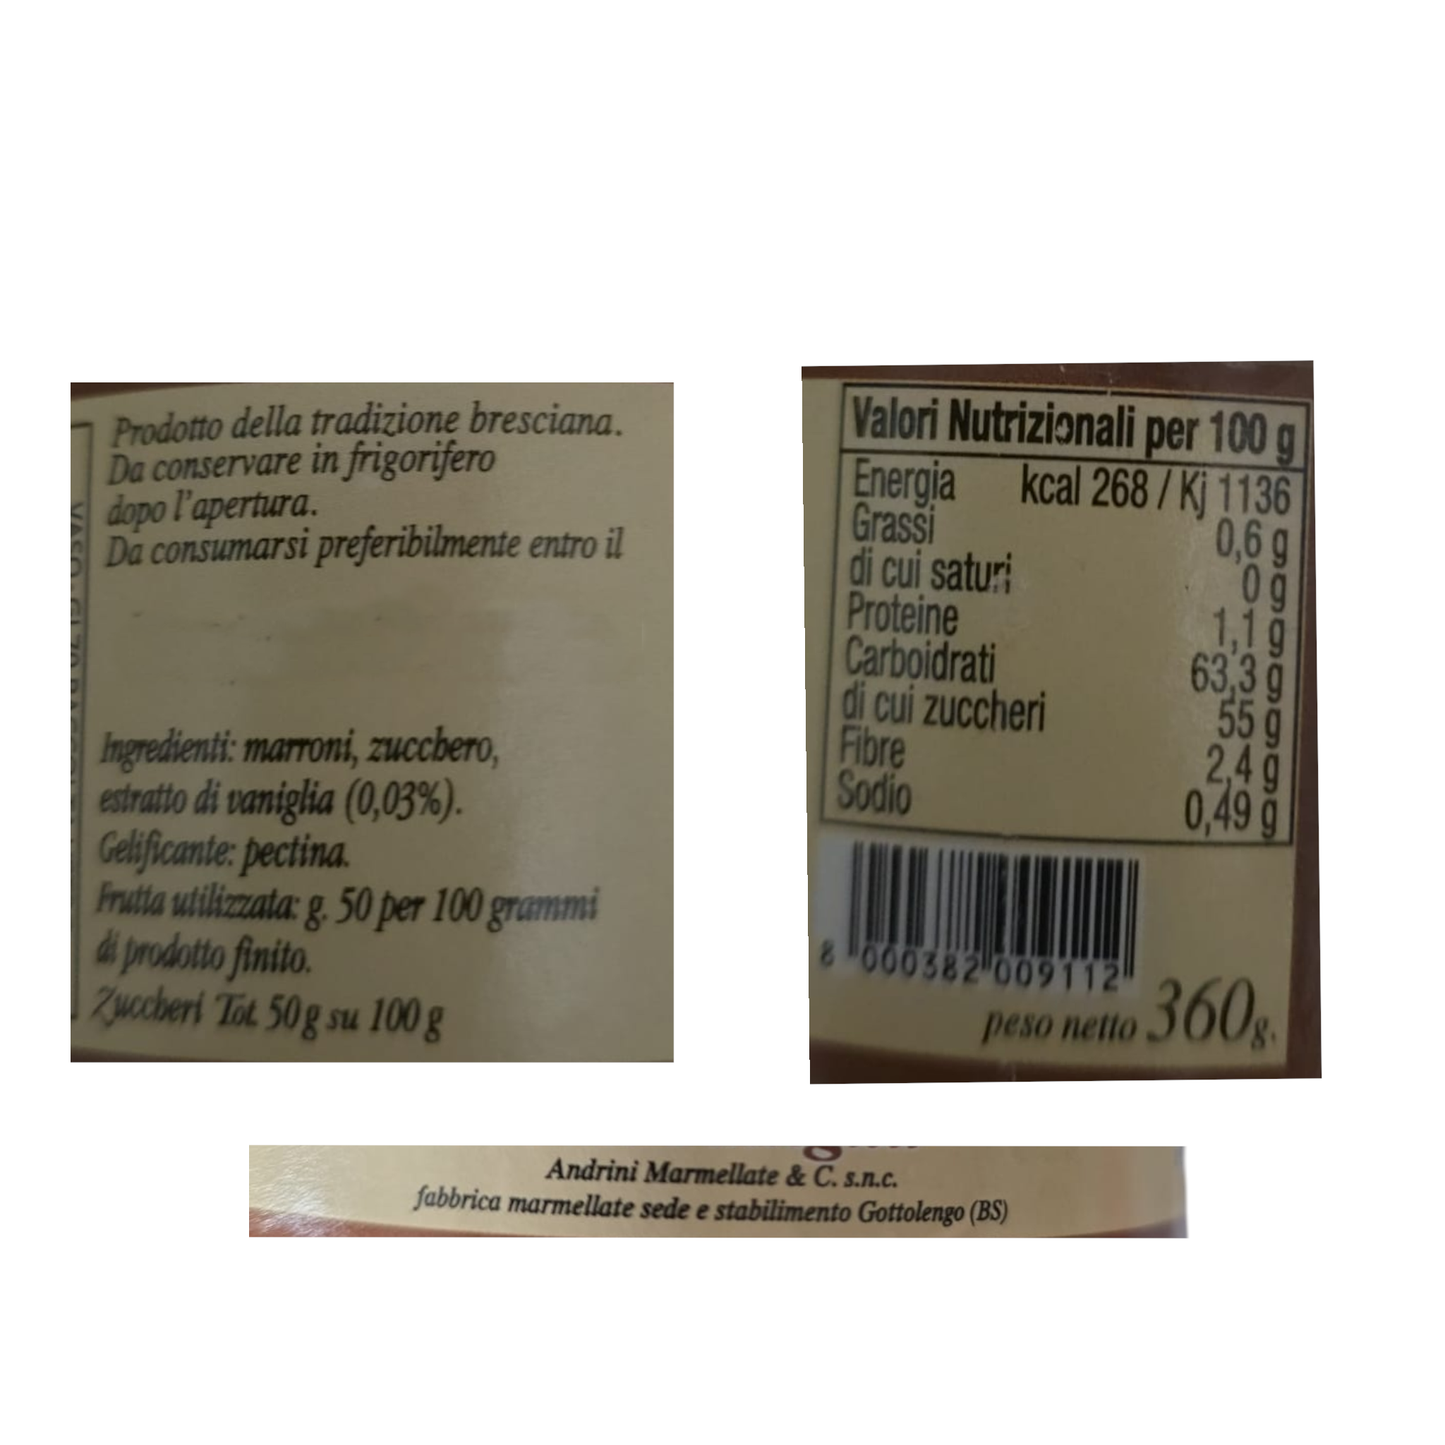 Prodotto della tradizione bresciana.
Da conservare in frigorifero
dopo l'apertura.
Da consumarsi preferibilmente entro il
Ingredienti: marroni, zucchero,
estratto di vaniglia (0,03%).
Gelificante: pectina.
Frutta utilizzata: g. 50 per 100 grammi
di prodotto finito.
Zuccheri Tot. 50 g su 100 g
Valori Nutrizionali per 100 g
Energia kcal 268 / Kj 1136
Grassi 0,6 g
di cui saturi 0 g
Proteine 1,1 g
Carboidrati 63,3 g
di cui zuccheri 55 g
Fibre 2,4 g
Sodio 0,49 g
8 000382 009112
peso netto 360g.
Andrini Marmellate & C. s.n.c.
fabbrica marmellate sede e stabilimento Gottolengo (BS)